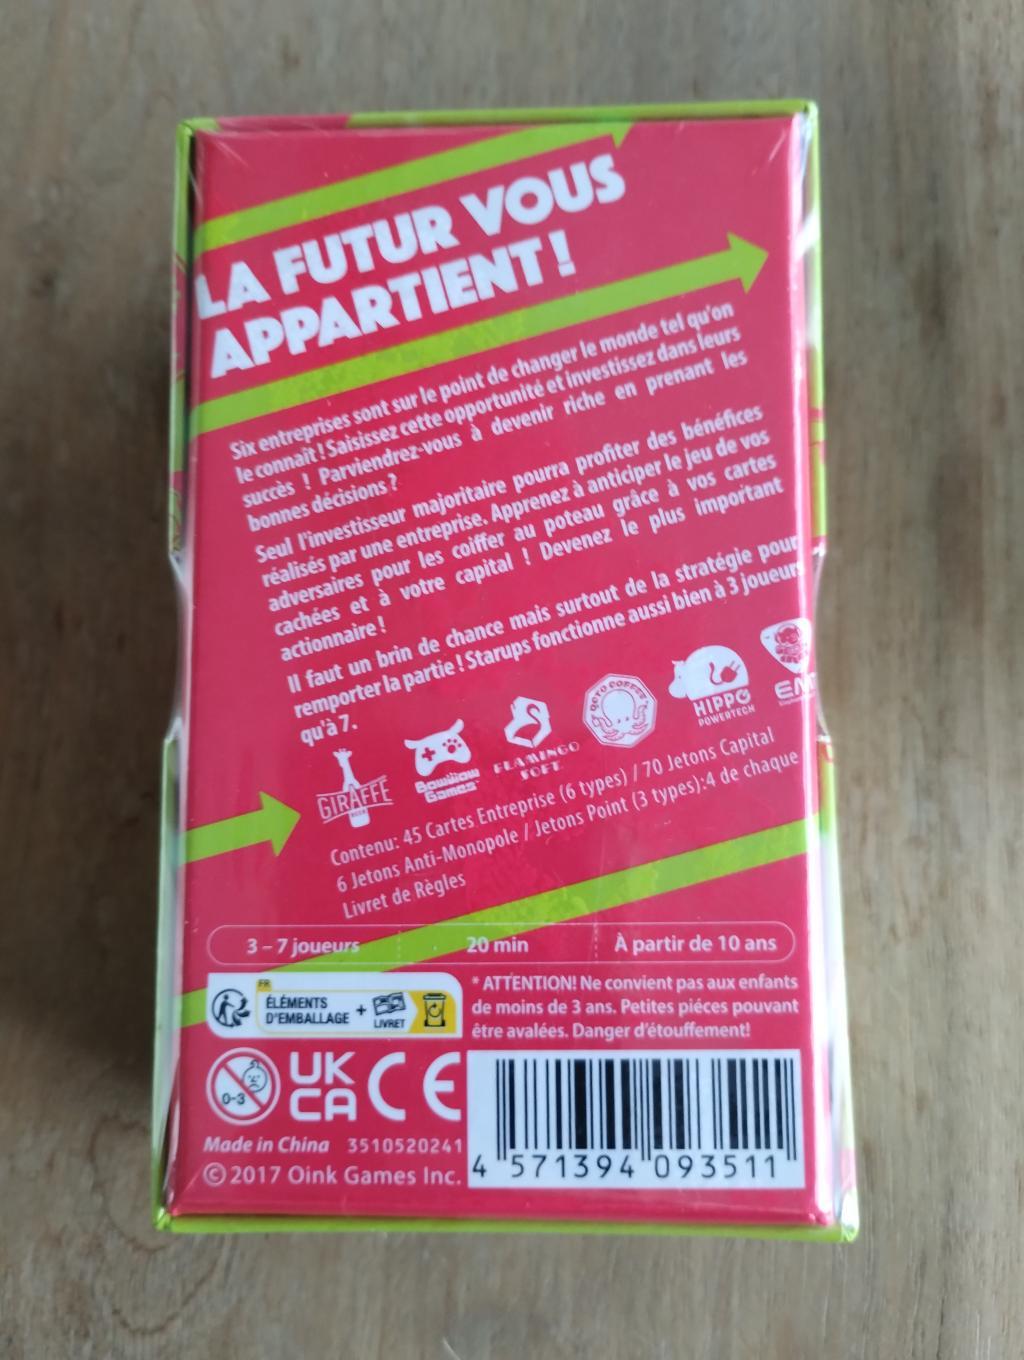 LA FUTUR VOUS
APPARTIENT !
Six entreprises sont sur le point de changer le monde tel qu'on
le connaît ! Saisissez cette opportunité et investissez dans leurs
succès ! Parviendrez-vous à devenir riche en prenant les
bonnes décisions ?
Seul l'investisseur majoritaire pourra profiter des bénéfices
réalisés par une entreprise. Apprenez à anticiper le jeu de vos
adversaires pour les coiffer au poteau grâce à vos cartes
cachées et à votre capital ! Devenez le plus important
actionnaire !
Il faut un brin de chance mais surtout de la stratégie pour
remporter la partie ! Starups fonctionne aussi bien à 3 joueurs
qu'à 7.
GIRAFFE
BEER
Bowwow
Games
FLAMINGO
SOFT
OCTO COFFEE
HIPPO
POWERTECH
Contenu: 45 Cartes Entreprise (6 types) / 70 Jetons Capital
6 Jetons Anti-Monopole / Jetons Point (3 types):4 de chaque
Livret de Règles
3 – 7 joueurs 20 min À partir de 10 ans
FR
ÉLÉMENTS
D'EMBALLAGE + LIVRET
* ATTENTION! Ne convient pas aux enfants
de moins de 3 ans. Petites piéces pouvant
être avalées. Danger d'étouffement!
0-3 UK
CA CE
Made in China 3510520241
© 2017 Oink Games Inc.
4 571394 093511